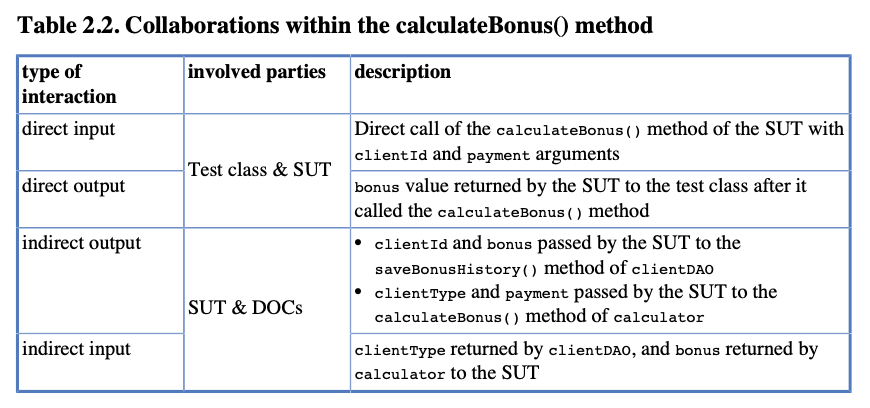 Table 2.2. Collaborations within the calculateBonus() method
type of
interaction
involved parties
description
direct input
Test class & SUT
Direct call of the calculateBonus() method of the SUT with
clientId and payment arguments
direct output
bonus value returned by the SUT to the test class after it
called the calculateBonus() method
indirect output
SUT & DOCs
• clientId and bonus passed by the SUT to the
saveBonusHistory() method of clientDAO
• clientType and payment passed by the SUT to the
calculateBonus() method of calculator
indirect input
clientType returned by clientDAO, and bonus returned by
calculator to the SUT